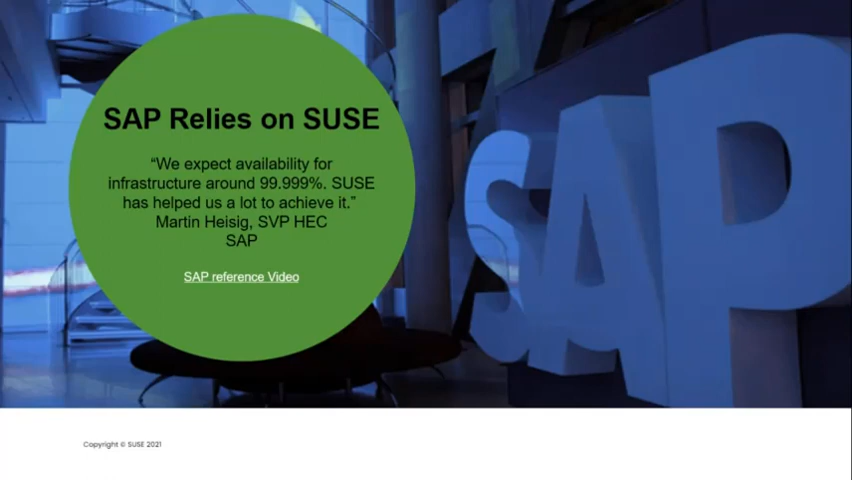 SAP Relies on SUSE
“We expect availability for
infrastructure around 99.999%. SUSE
has helped us a lot to achieve it.”
Martin Heisig, SVP HEC
SAP
SAP reference Video
SAP
Copyright © SUSE 2021